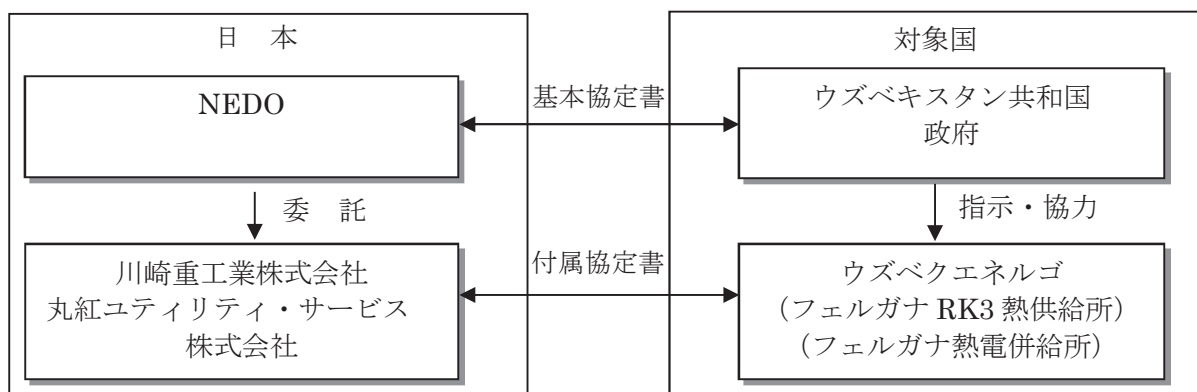 日 本
NEDO
委 託
川崎重工業株式会社
丸紅ユティリティ・サービス
株式会社
基本協定書
付属協定書
対象国
ウズベキスタン共和国
政府
指示・協力
ウズベクエネルゴ
（フェルガナ RK3 熱供給所）
（フェルガナ熱電併給所）